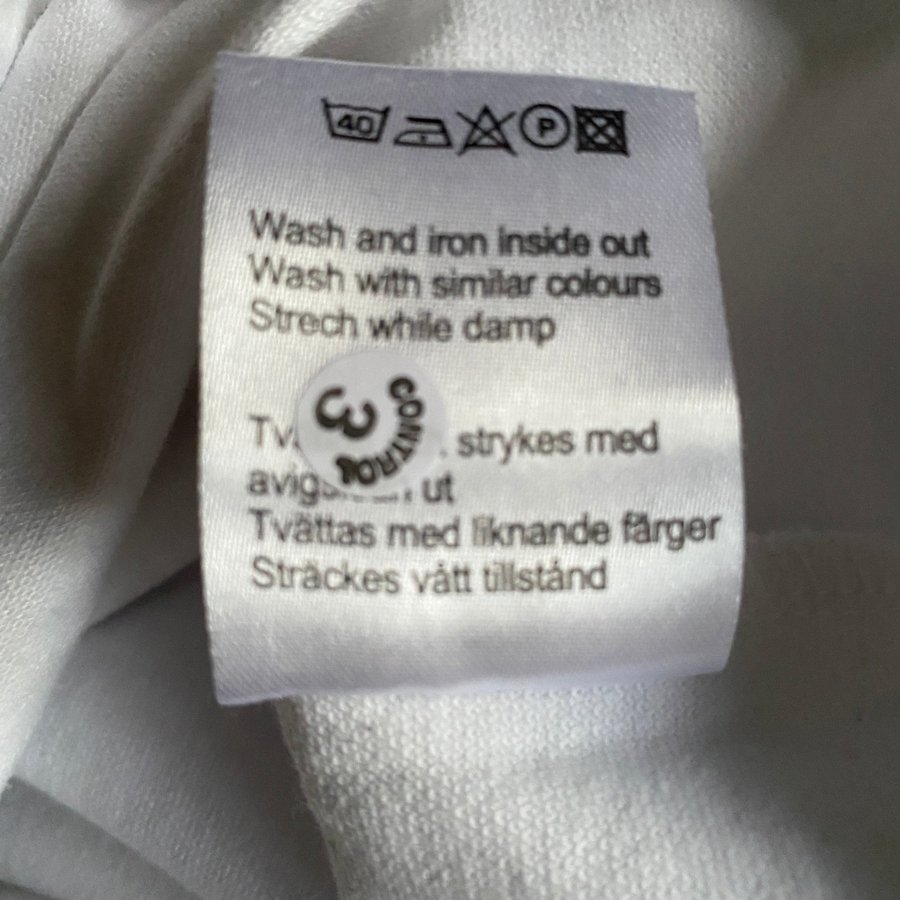 40 P
Wash and iron inside out
Wash with similar colours
Strech while damp
3 CONTROL
strykes med
ut
Tvättas med liknande färger
Sträckes vått tillstånd